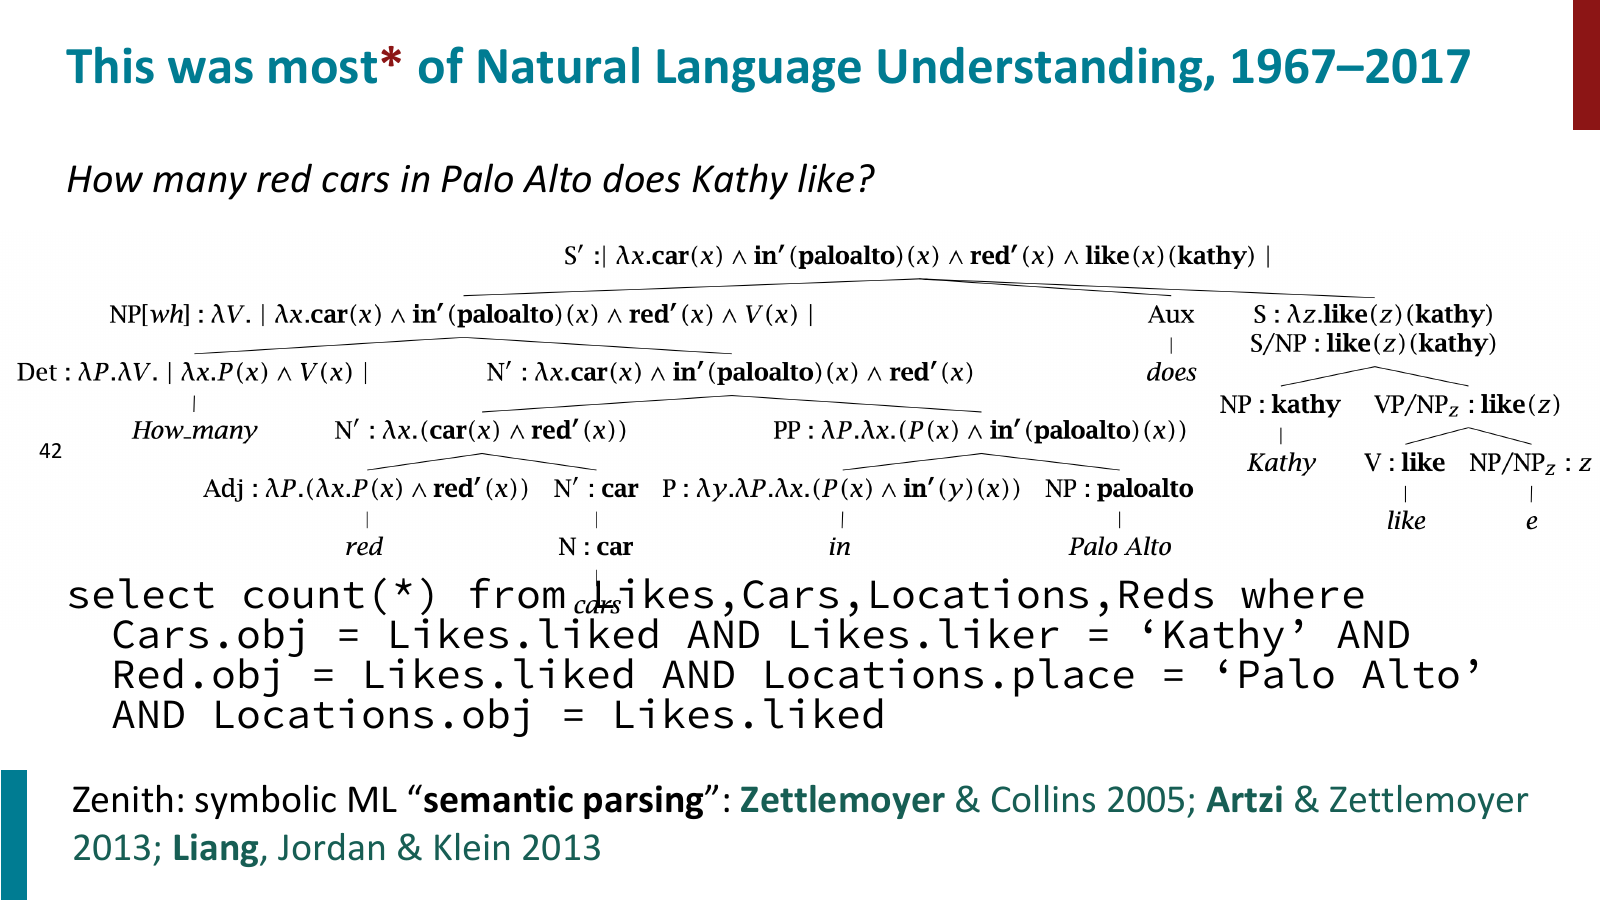 This was most* of Natural Language Understanding, 1967–2017
How many red cars in Palo Alto does Kathy like?
S′ :| λx.car(x) ∧ in′(paloalto)(x) ∧ red′(x) ∧ like(x)(kathy) |
NP[wh] : λV. | λx.car(x) ∧ in′(paloalto)(x) ∧ red′(x) ∧ V(x) | Aux S : λz.like(z)(kathy)
does S/NP : like(z)(kathy)
Det : λP.λV. | λx.P(x) ∧ V(x) | N′ : λx.car(x) ∧ in′(paloalto)(x) ∧ red′(x)
NP : kathy VP/NPz : like(z)
How_many N′ : λx.(car(x) ∧ red′(x)) PP : λP.λx.(P(x) ∧ in′(paloalto)(x))
42
Kathy V : like NP/NPz : z
Adj : λP.(λx.P(x) ∧ red′(x)) N′ : car P : λy.λP.λx.(P(x) ∧ in′(y)(x)) NP : paloalto
like e
red N : car in Palo Alto
cars
select count(*) from Likes,Cars,Locations,Reds where
Cars.obj = Likes.liked AND Likes.liker = ‘Kathy’ AND
Red.obj = Likes.liked AND Locations.place = ‘Palo Alto’
AND Locations.obj = Likes.liked
Zenith: symbolic ML “semantic parsing”: Zettlemoyer & Collins 2005; Artzi & Zettlemoyer
2013; Liang, Jordan & Klein 2013